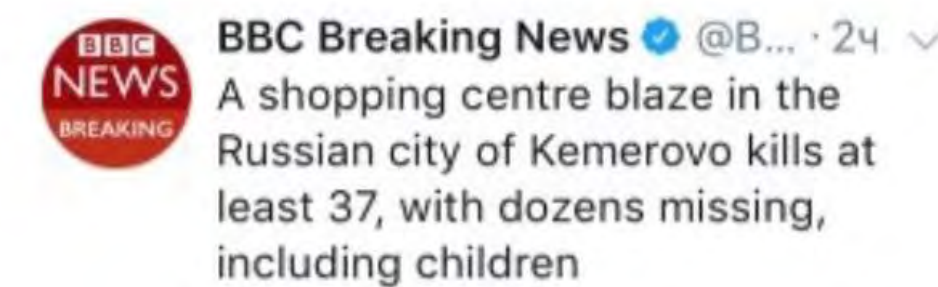 BBC
NEWS
BREAKING
BBC Breaking News @B... · 2ч
A shopping centre blaze in the
Russian city of Kemerovo kills at
least 37, with dozens missing,
including children